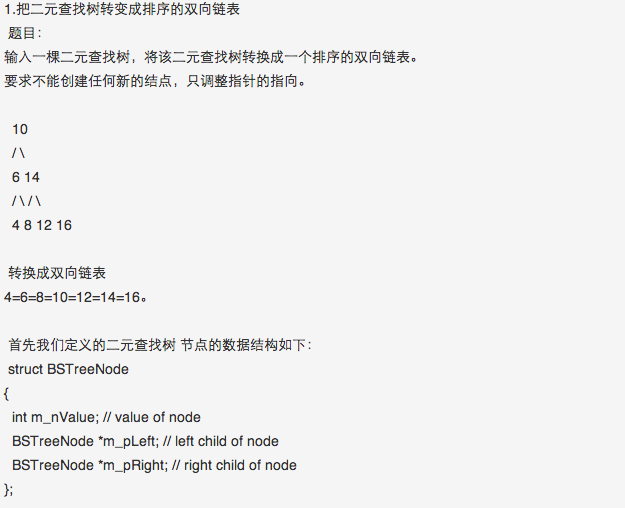 1.把二元查找树转变成排序的双向链表
题目：
输入一棵二元查找树，将该二元查找树转换成一个排序的双向链表。
要求不能创建任何新的结点，只调整指针的指向。
10
/ \
6 14
/ \ / \
4 8 12 16
转换成双向链表
4=6=8=10=12=14=16。
首先我们定义的二元查找树 节点的数据结构如下：
struct BSTreeNode
{
int m_nValue; // value of node
BSTreeNode *m_pLeft; // left child of node
BSTreeNode *m_pRight; // right child of node
};